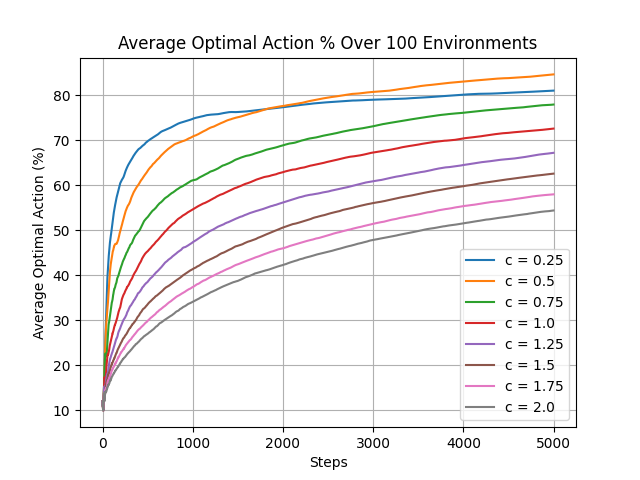 Average Optimal Action % Over 100 Environments
Average Optimal Action (%)
80
70
60
50
40
30
20
10
0
1000
2000
3000
4000
5000
Steps
c = 0.25
c = 0.5
c = 0.75
c = 1.0
c = 1.25
c = 1.5
c = 1.75
c = 2.0